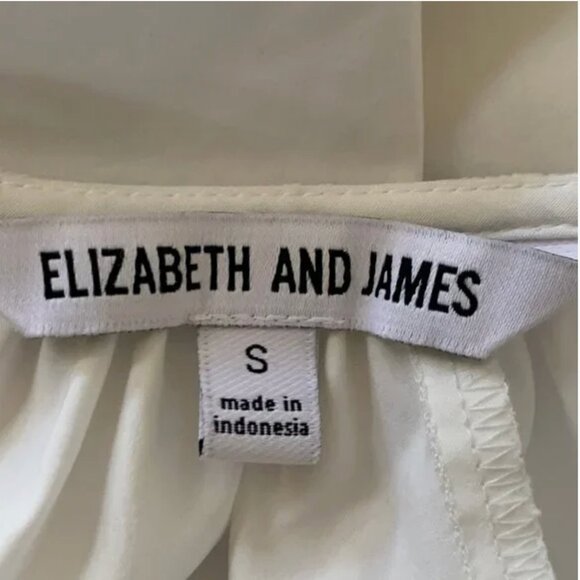 ELIZABETH AND JAMES
S
made in
indonesia